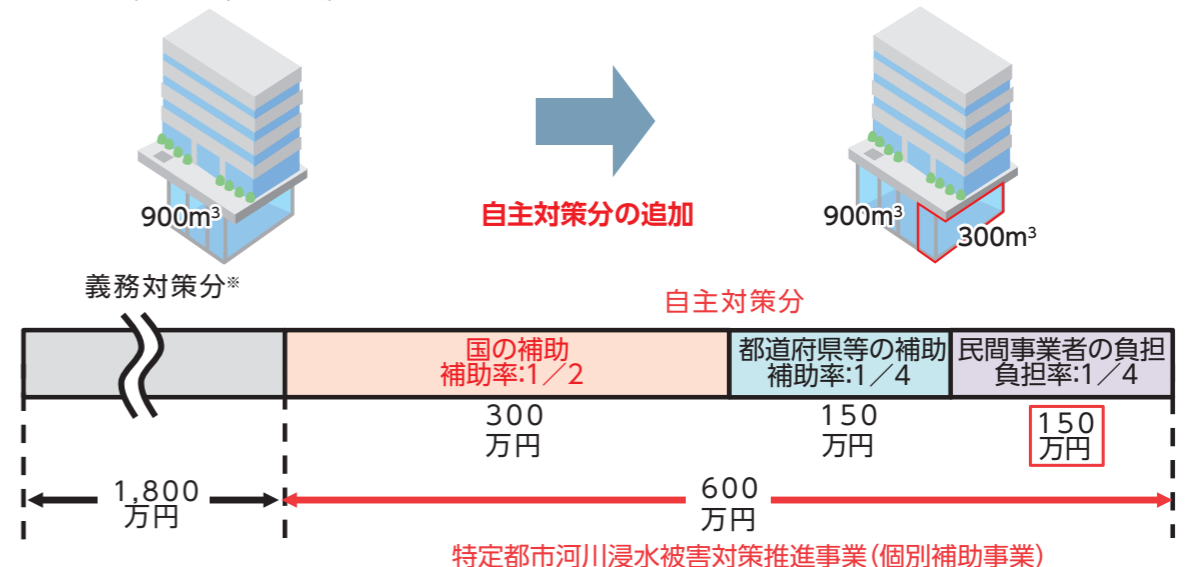 900m³
自主対策分の追加
900m³
300m³
義務対策分※
自主対策分
国の補助
補助率:1／2
都道府県等の補助
補助率:1／4
民間事業者の負担
負担率:1／4
300
万円
150
万円
150
万円
1,800
万円
600
万円
特定都市河川浸水被害対策推進事業(個別補助事業)